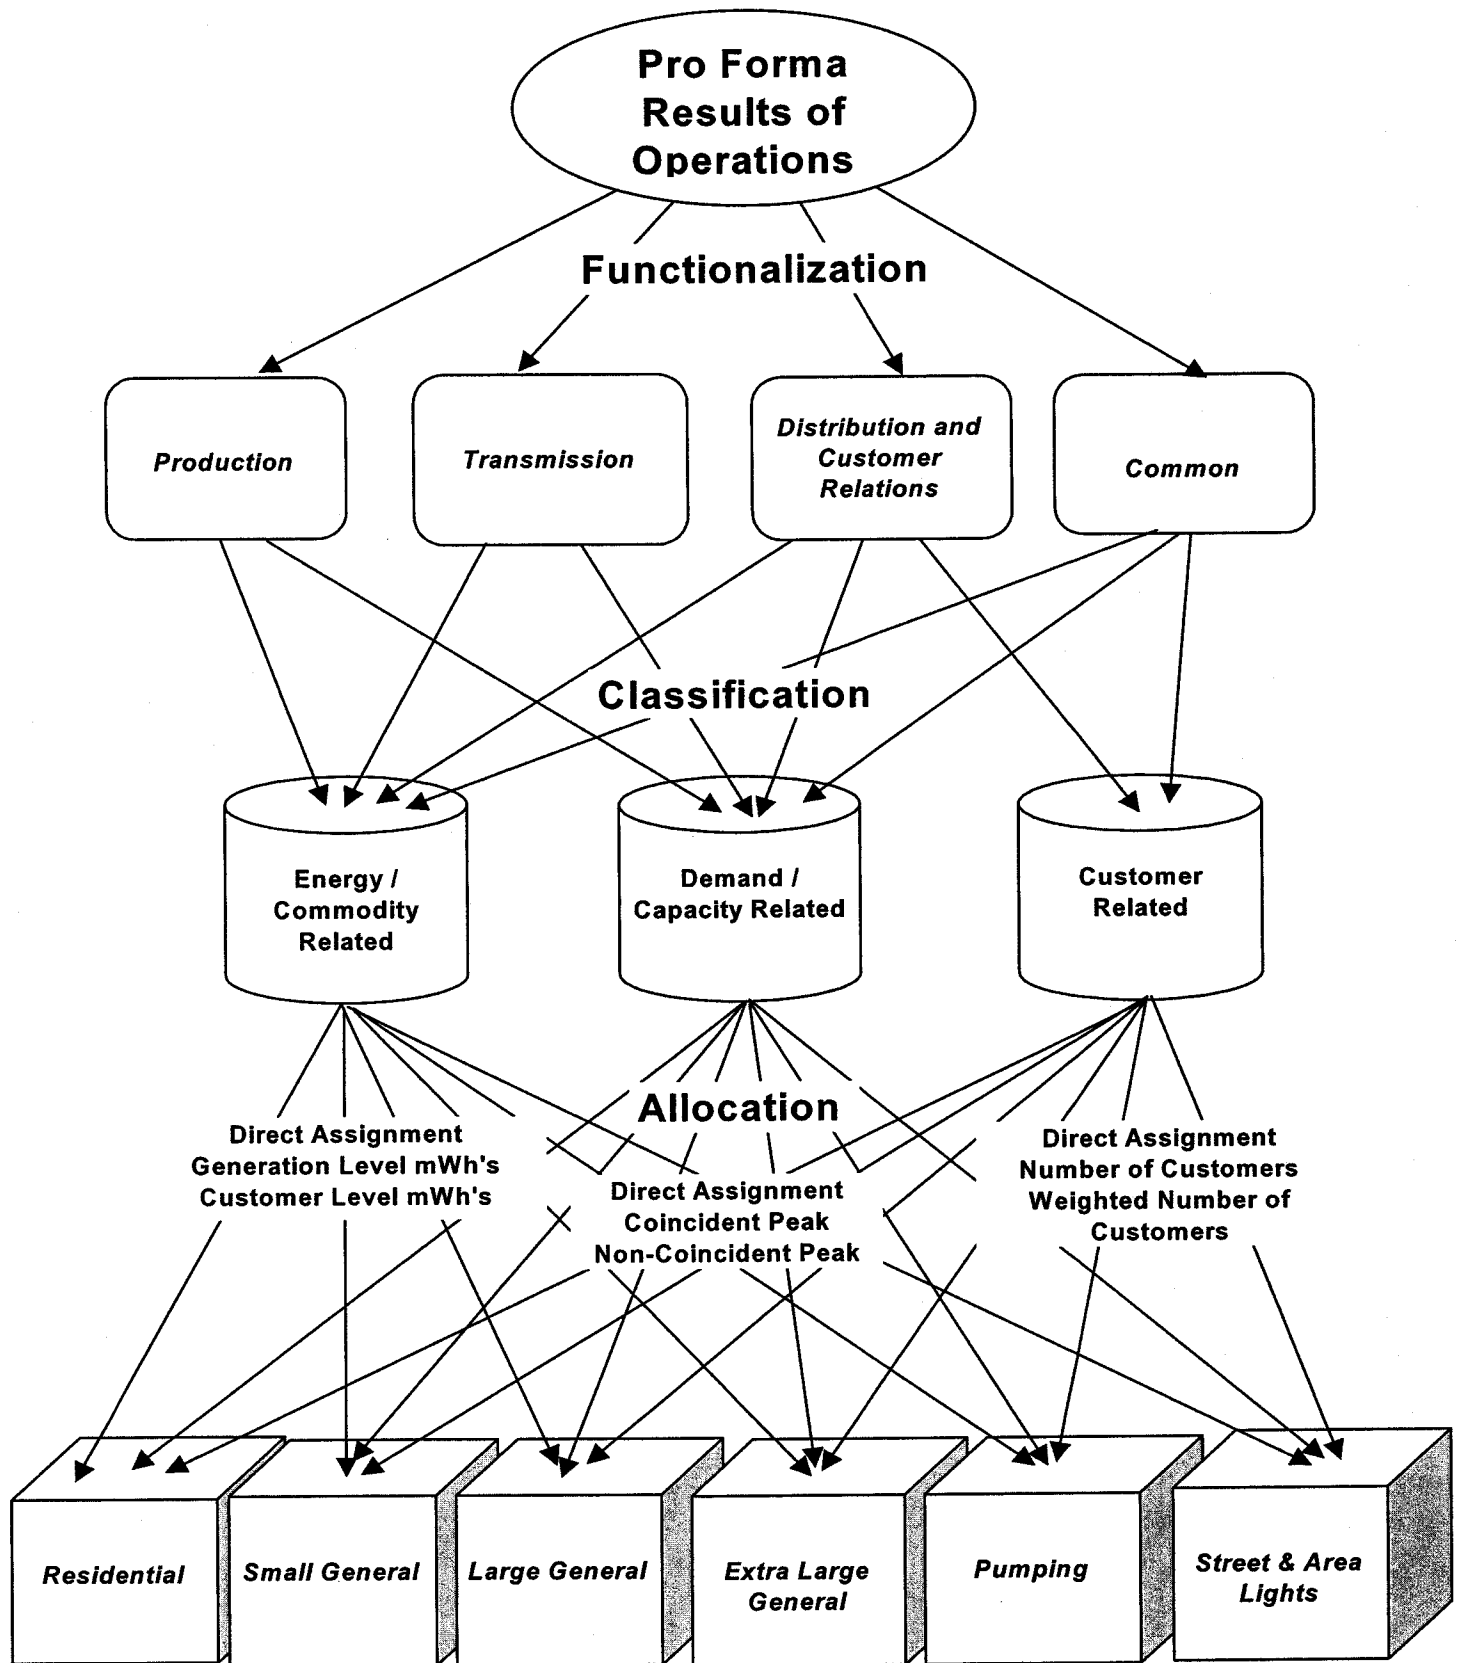 Pro Forma
Results of
Operations
Functionalization
Production
Transmission
Distribution and
Customer
Relations
Common
Classification
Energy /
Commodity
Related
Demand /
Capacity Related
Customer
Related
Allocation
Direct Assignment
Generation Level mWh's
Customer Level mWh's
Direct Assignment
Coincident Peak
Non-Coincident Peak
Direct Assignment
Number of Customers
Weighted Number of
Customers
Residential
Small General
Large General
Extra Large
General
Pumping
Street & Area
Lights